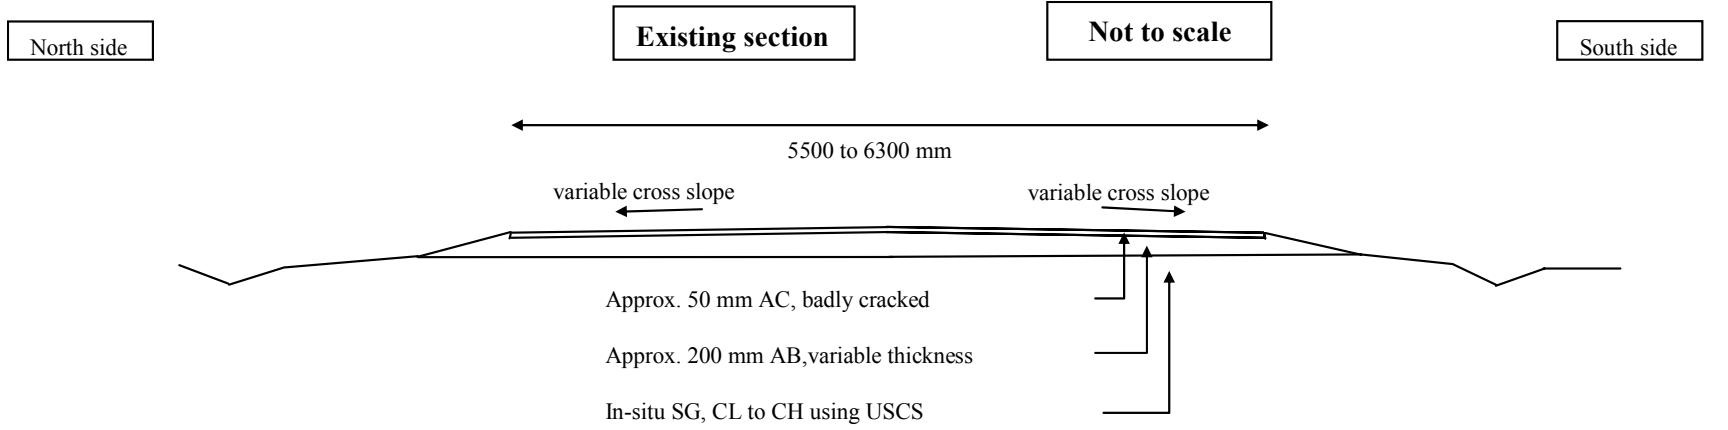 North side
Existing section
Not to scale
South side
5500 to 6300 mm
variable cross slope
variable cross slope
Approx. 50 mm AC, badly cracked
Approx. 200 mm AB,variable thickness
In-situ SG, CL to CH using USCS